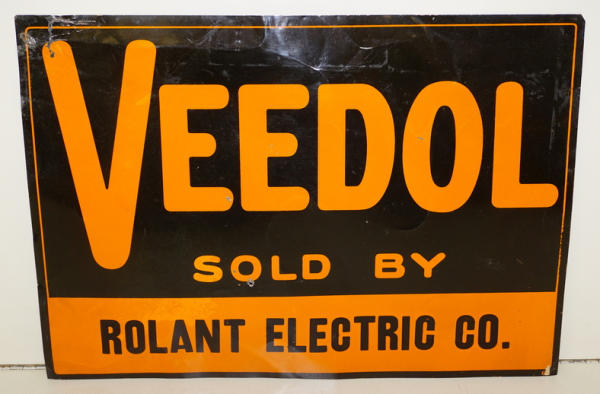 VEEDOL
SOLD BY
ROLANT ELECTRIC CO.